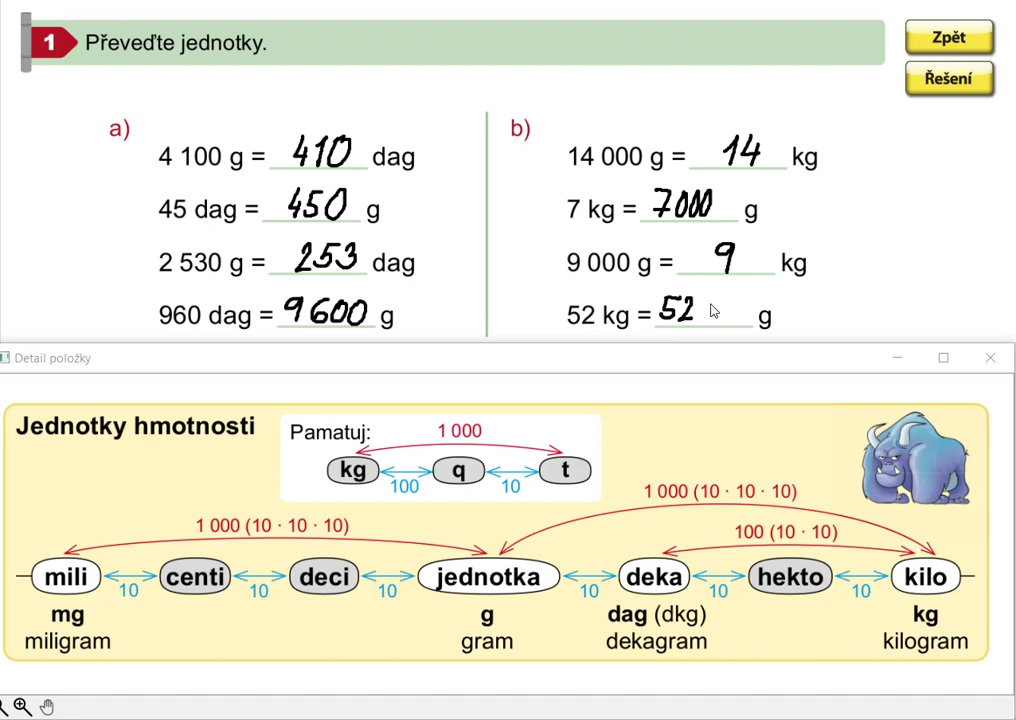 1 Převeďte jednotky.
Zpět
Řešení
a)
4 100 g = 410 dag
45 dag = 450 g
2 530 g = 253 dag
960 dag = 9600 g
b)
14 000 g = 14 kg
7 kg = 7000 g
9 000 g = 9 kg
52 kg = 52 g
Detail položky
Jednotky hmotnosti
Pamatuj:
1 000
kg q t
100 10
1 000 (10 · 10 · 10)
1 000 (10 · 10 · 10)
100 (10 · 10)
mili centi deci jednotka deka hekto kilo
10 10 10 10 10 10
mg g dag (dkg) kg
miligram gram dekagram kilogram